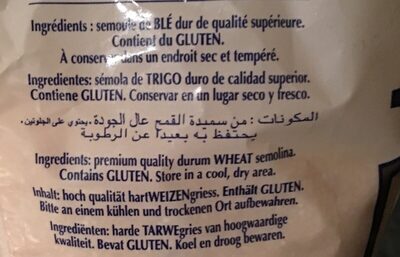 Ingrédients : semoule de BLÉ dur de qualité supérieure.
Contient du GLUTEN.
À conserver dans un endroit sec et tempéré.
Ingredientes: sémola de TRIGO duro de calidad superior.
Contiene GLUTEN. Conservar en un lugar seco y fresco.
المكونات : من سميدة القمح عال الجودة. يحتوي على الجلوتين.
يحتفظ به بعيدا عن الرطوبة
Ingredients: premium quality durum WHEAT semolina.
Contains GLUTEN. Store in a cool, dry area.
Inhalt: hoch qualität hartWEIZENgriess. Enthält GLUTEN.
Bitte an einem kühlen und trockenen Ort aufbewahren.
Ingrediënten: harde TARWEgries van hoogwaardige
kwaliteit. Bevat GLUTEN. Koel en droog bewaren.